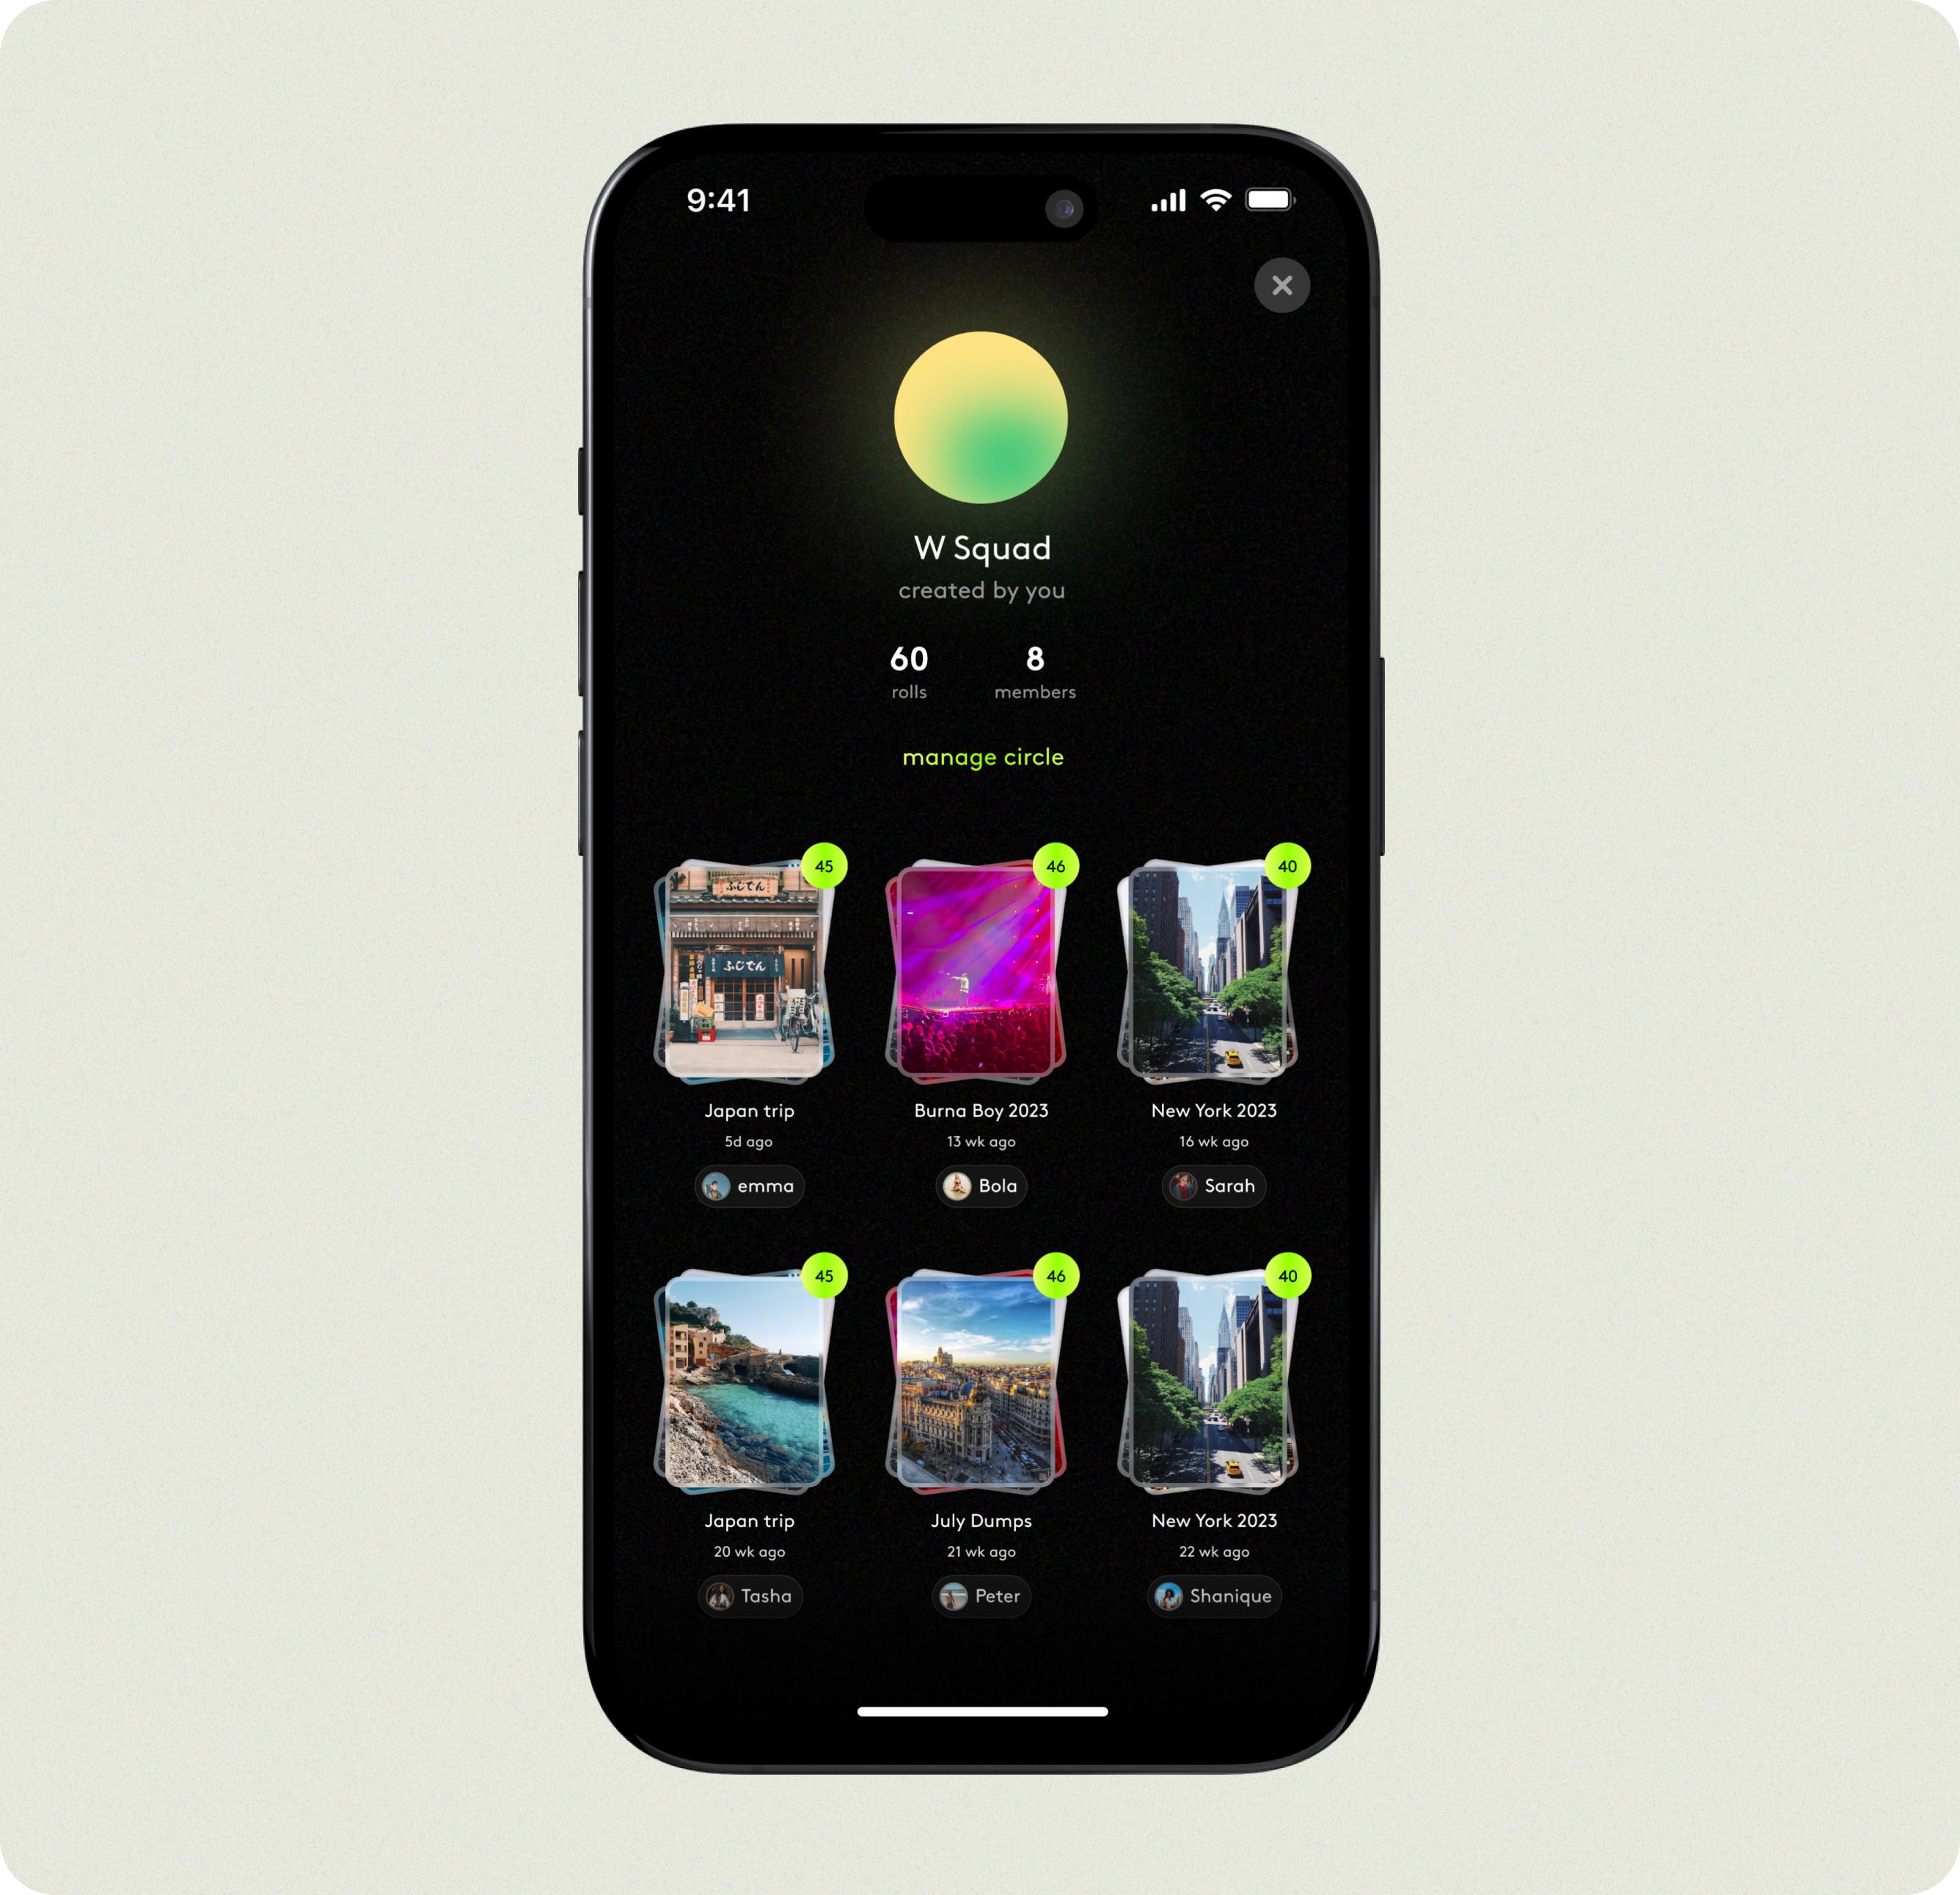 9:41
W Squad
created by you
60 8
rolls members
manage circle
45 46 40
ふじでん
ふじでん
Japan trip Burna Boy 2023 New York 2023
5d ago 13 wk ago 16 wk ago
emma Bola Sarah
45 46 40
Japan trip July Dumps New York 2023
20 wk ago 21 wk ago 22 wk ago
Tasha Peter Shanique